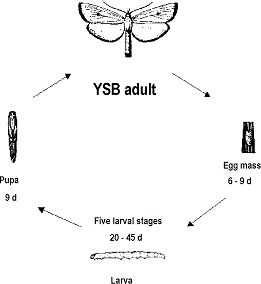 YSB adult
Egg mass
6 - 9 d
Five larval stages
20 - 45 d
Larva
Pupa
9 d